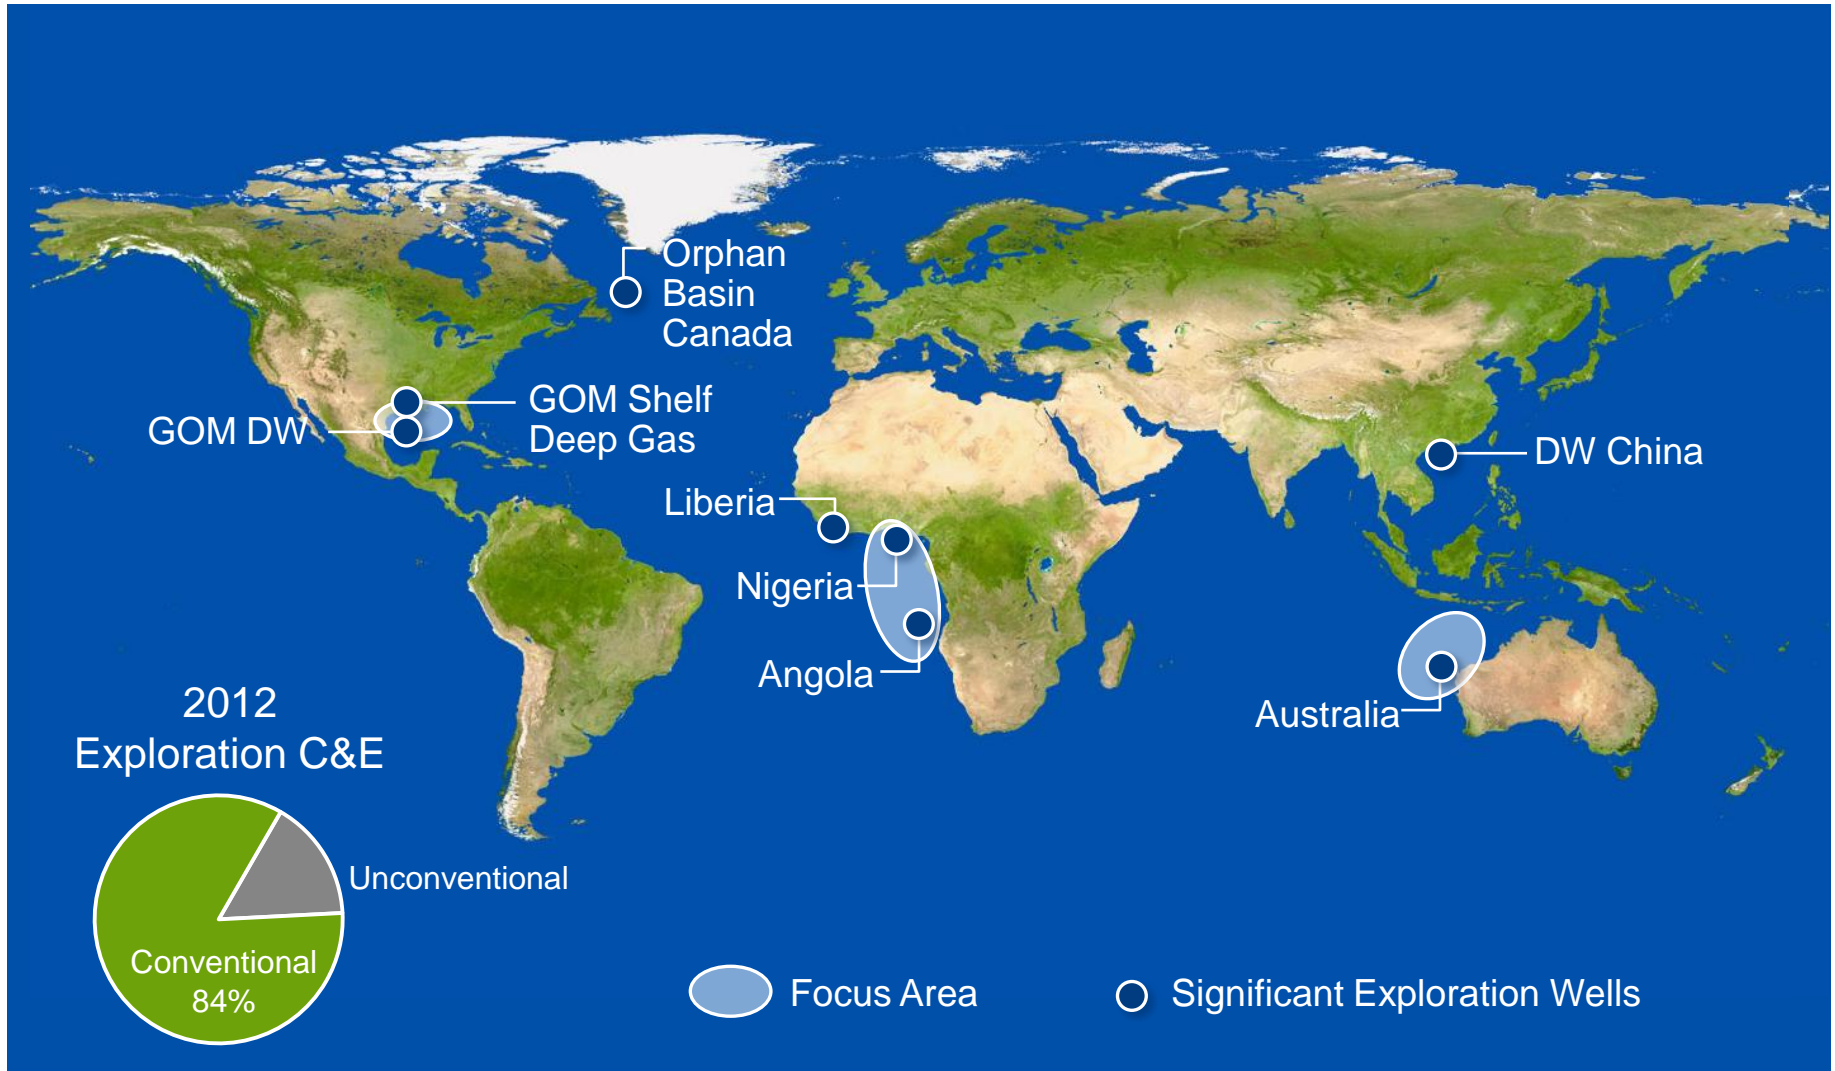 Orphan
Basin
Canada
GOM Shelf
Deep Gas
GOM DW
DW China
Liberia
Nigeria
Angola
Australia
2012
Exploration C&E
Unconventional
Conventional
84%
Focus Area
Significant Exploration Wells